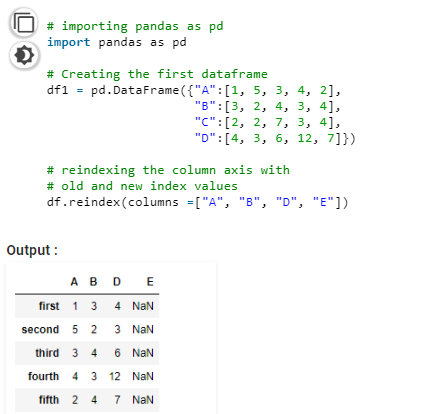 # importing pandas as pd
import pandas as pd
# Creating the first dataframe
df1 = pd.DataFrame({"A":[1, 5, 3, 4, 2],
"B":[3, 2, 4, 3, 4],
"C":[2, 2, 7, 3, 4],
"D":[4, 3, 6, 12, 7]})
# reindexing the column axis with
# old and new index values
df.reindex(columns =["A", "B", "D", "E"])
Output :
A B D E
first 1 3 4 NaN
second 5 2 3 NaN
third 3 4 6 NaN
fourth 4 3 12 NaN
fifth 2 4 7 NaN